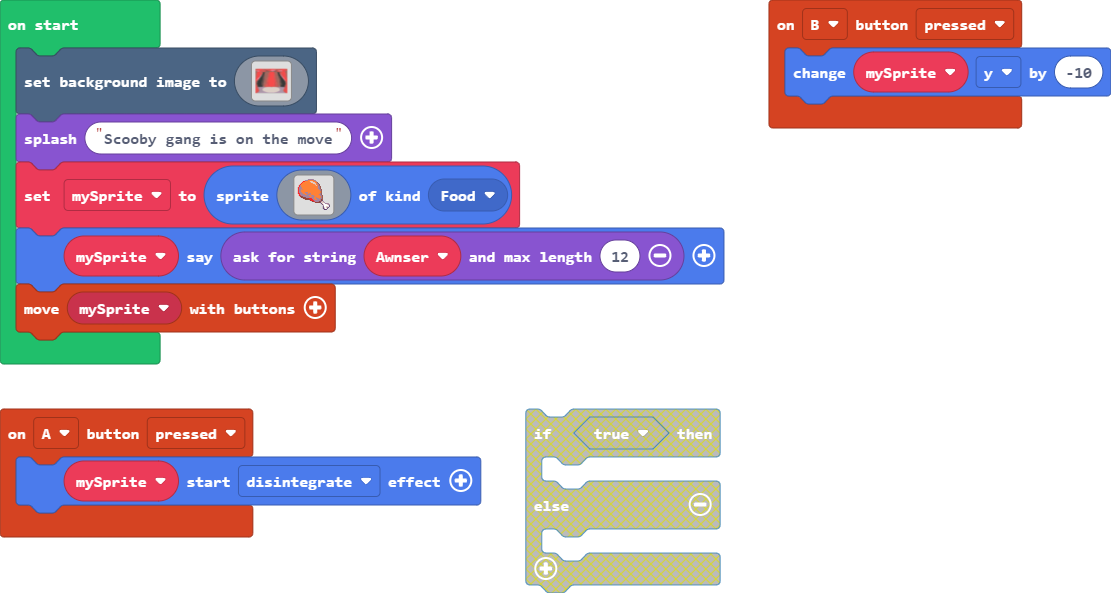 on start
set background image to
splash "Scooby gang is on the move"
set mySprite to sprite of kind Food
mySprite say ask for string Awnser and max length 12
move mySprite with buttons
on B button pressed
change mySprite y by -10
on A button pressed
mySprite start disintegrate effect
if true then
else